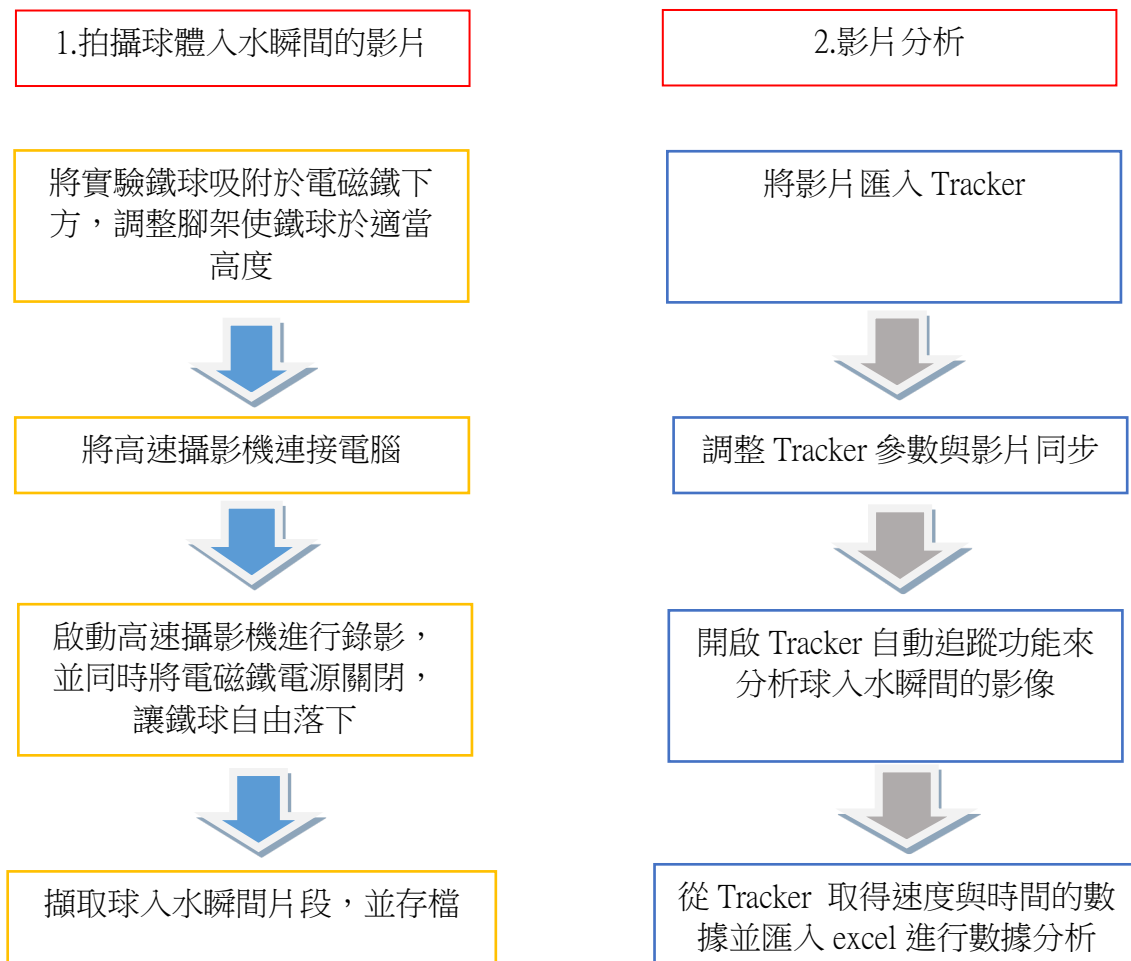 1.拍攝球體入水瞬間的影片
將實驗鐵球吸附於電磁鐵下
方，調整腳架使鐵球於適當
高度
將高速攝影機連接電腦
啟動高速攝影機進行錄影，
並同時將電磁鐵電源關閉，
讓鐵球自由落下
擷取球入水瞬間片段，並存檔
2.影片分析
將影片匯入 Tracker
調整 Tracker 參數與影片同步
開啟 Tracker 自動追蹤功能來
分析球入水瞬間的影像
從 Tracker 取得速度與時間的數
據並匯入 excel 進行數據分析